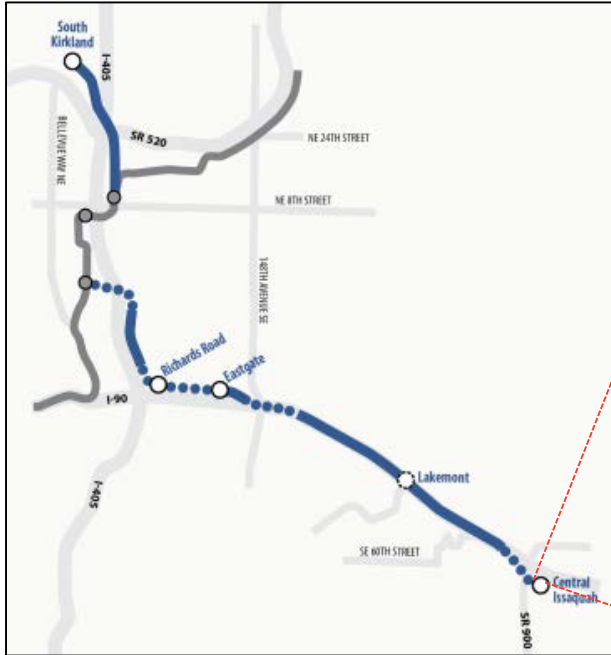 South
Kirkland
I-405
BELLEVUE WAY NE
SR 520
NE 24TH STREET
NE 8TH STREET
148TH AVENUE SE
Richards Road
Eastgate
I-90
I-405
Lakemont
SE 60TH STREET
Central
Issaquah
SR 900